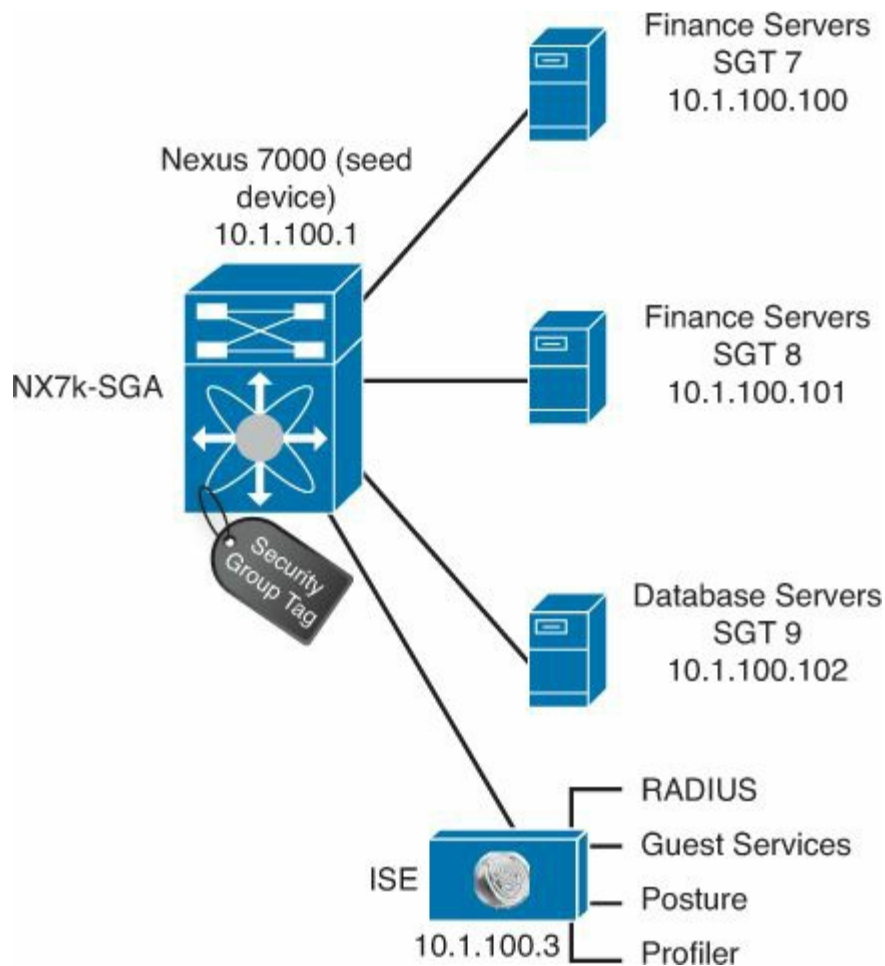 Finance Servers
SGT 7
10.1.100.100
Nexus 7000 (seed
device)
10.1.100.1
Finance Servers
SGT 8
10.1.100.101
NX7k-SGA
Security
Group Tag
Database Servers
SGT 9
10.1.100.102
RADIUS
Guest Services
ISE
Posture
10.1.100.3
Profiler